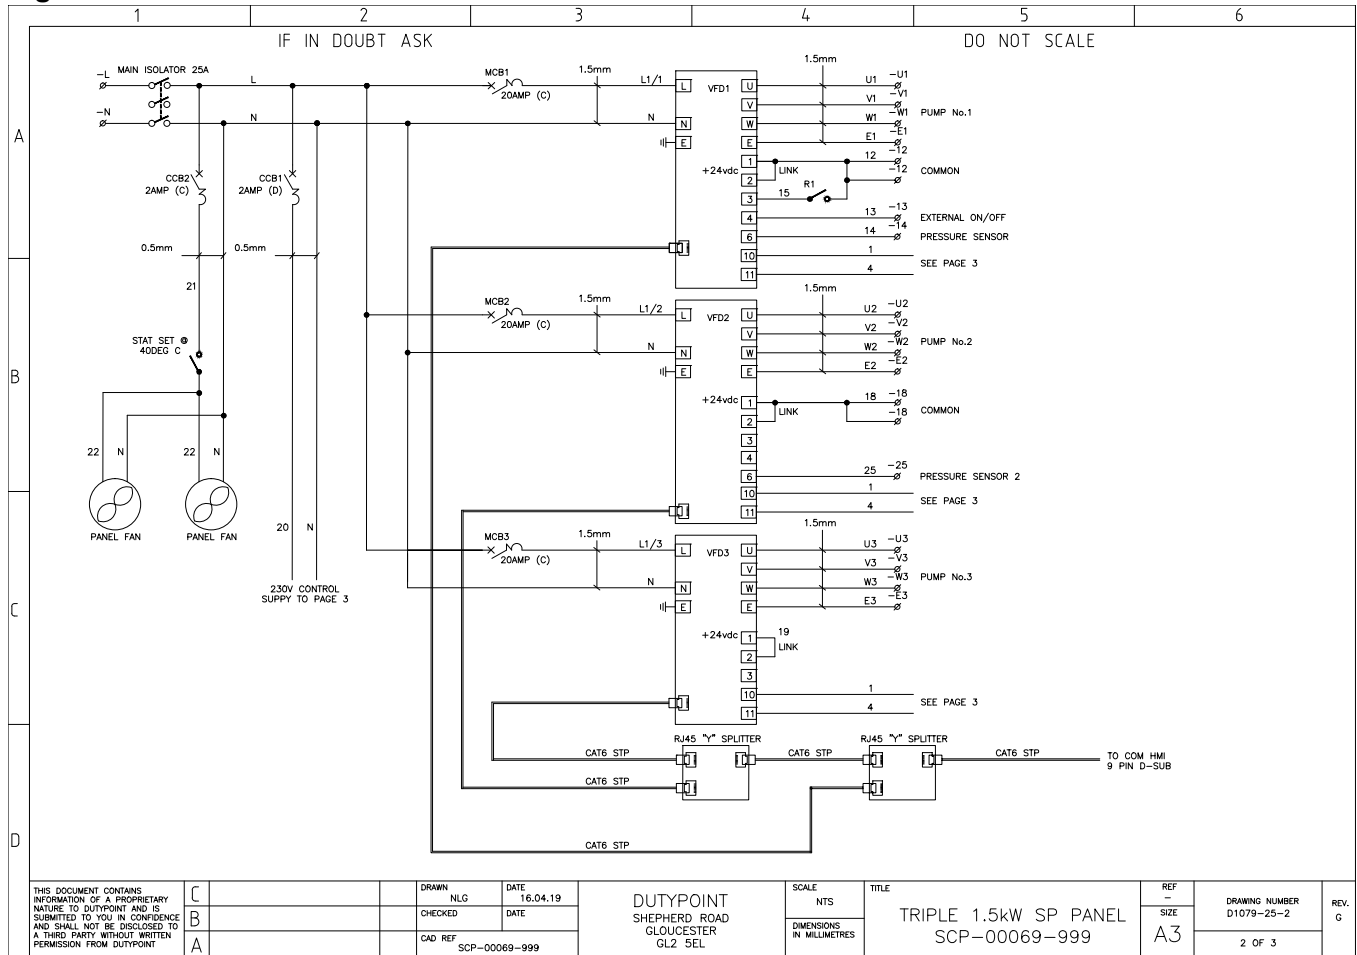 1 2 3 4 5 6
IF IN DOUBT ASK
DO NOT SCALE
A
B
C
D
MAIN ISOLATOR 25A
-L
-N
L
N
CCB2
2AMP (C)
CCB1
2AMP (D)
0.5mm
0.5mm
21
STAT SET @
40DEG C
22 N 22 N
PANEL FAN
PANEL FAN
20 N
230V CONTROL
SUPPY TO PAGE 3
MCB1
20AMP (C)
1.5mm
L1/1
N
L
N
E
VFD1
+24vdc
U
V
W
E
1
2
3
4
6
10
11
1.5mm
U1 -U1
V1 -V1
W1 -W1
E1 -E1
PUMP No.1
12 -12
-12
COMMON
LINK
15
R1
13 -13
EXTERNAL ON/OFF
14 -14
PRESSURE SENSOR
1
4
SEE PAGE 3
MCB2
20AMP (C)
1.5mm
L1/2
N
L
N
E
VFD2
+24vdc
U
V
W
E
1
2
3
4
6
10
11
1.5mm
U2 -U2
V2 -V2
W2 -W2
E2 -E2
PUMP No.2
18 -18
-18
COMMON
LINK
25 -25
PRESSURE SENSOR 2
1
4
SEE PAGE 3
MCB3
20AMP (C)
1.5mm
L1/3
N
L
N
E
VFD3
+24vdc
U
V
W
E
1
2
3
10
11
1.5mm
U3 -U3
V3 -V3
W3 -W3
E3 -E3
PUMP No.3
19
LINK
1
4
SEE PAGE 3
RJ45 "Y" SPLITTER
RJ45 "Y" SPLITTER
CAT6 STP
CAT6 STP
CAT6 STP
CAT6 STP
CAT6 STP
TO COM HMI
9 PIN D-SUB
THIS DOCUMENT CONTAINS
INFORMATION OF A PROPRIETARY
NATURE TO DUTYPOINT AND IS
SUBMITTED TO YOU IN CONFIDENCE
AND SHALL NOT BE DISCLOSED TO
A THIRD PARTY WITHOUT WRITTEN
PERMISSION FROM DUTYPOINT
C
B
A
DRAWN
NLG
DATE
16.04.19
CHECKED
DATE
CAD REF
SCP-00069-999
DUTYPOINT
SHEPHERD ROAD
GLOUCESTER
GL2 5EL
SCALE
NTS
DIMENSIONS
IN MILLIMETRES
TITLE
TRIPLE 1.5kW SP PANEL
SCP-00069-999
REF
-
SIZE
A3
DRAWING NUMBER
D1079-25-2
2 OF 3
REV.
G